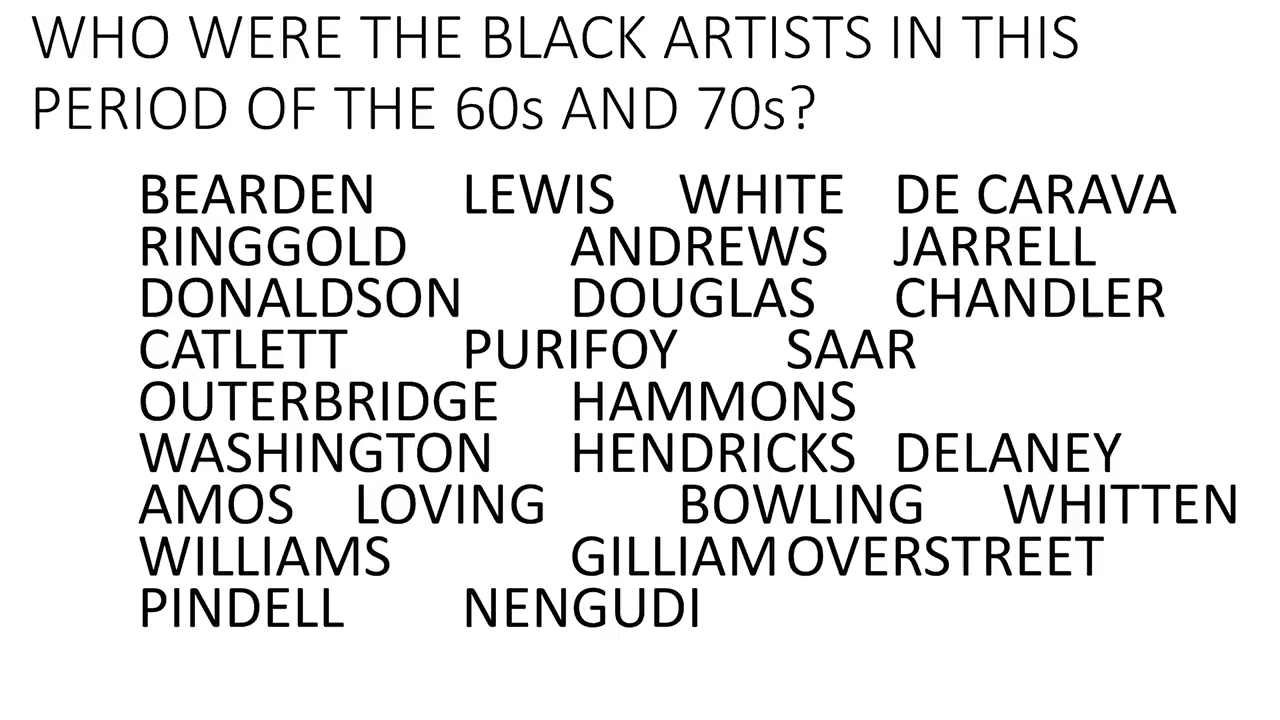 WHO WERE THE BLACK ARTISTS IN THIS
PERIOD OF THE 60s AND 70s?
BEARDEN LEWIS WHITE DE CARAVA
RINGGOLD ANDREWS JARRELL
DONALDSON DOUGLAS CHANDLER
CATLETT PURIFOY SAAR
OUTERBRIDGE HAMMONS
WASHINGTON HENDRICKS DELANEY
AMOS LOVING BOWLING WHITTEN
WILLIAMS GILLIAM OVERSTREET
PINDELL NENGUDI